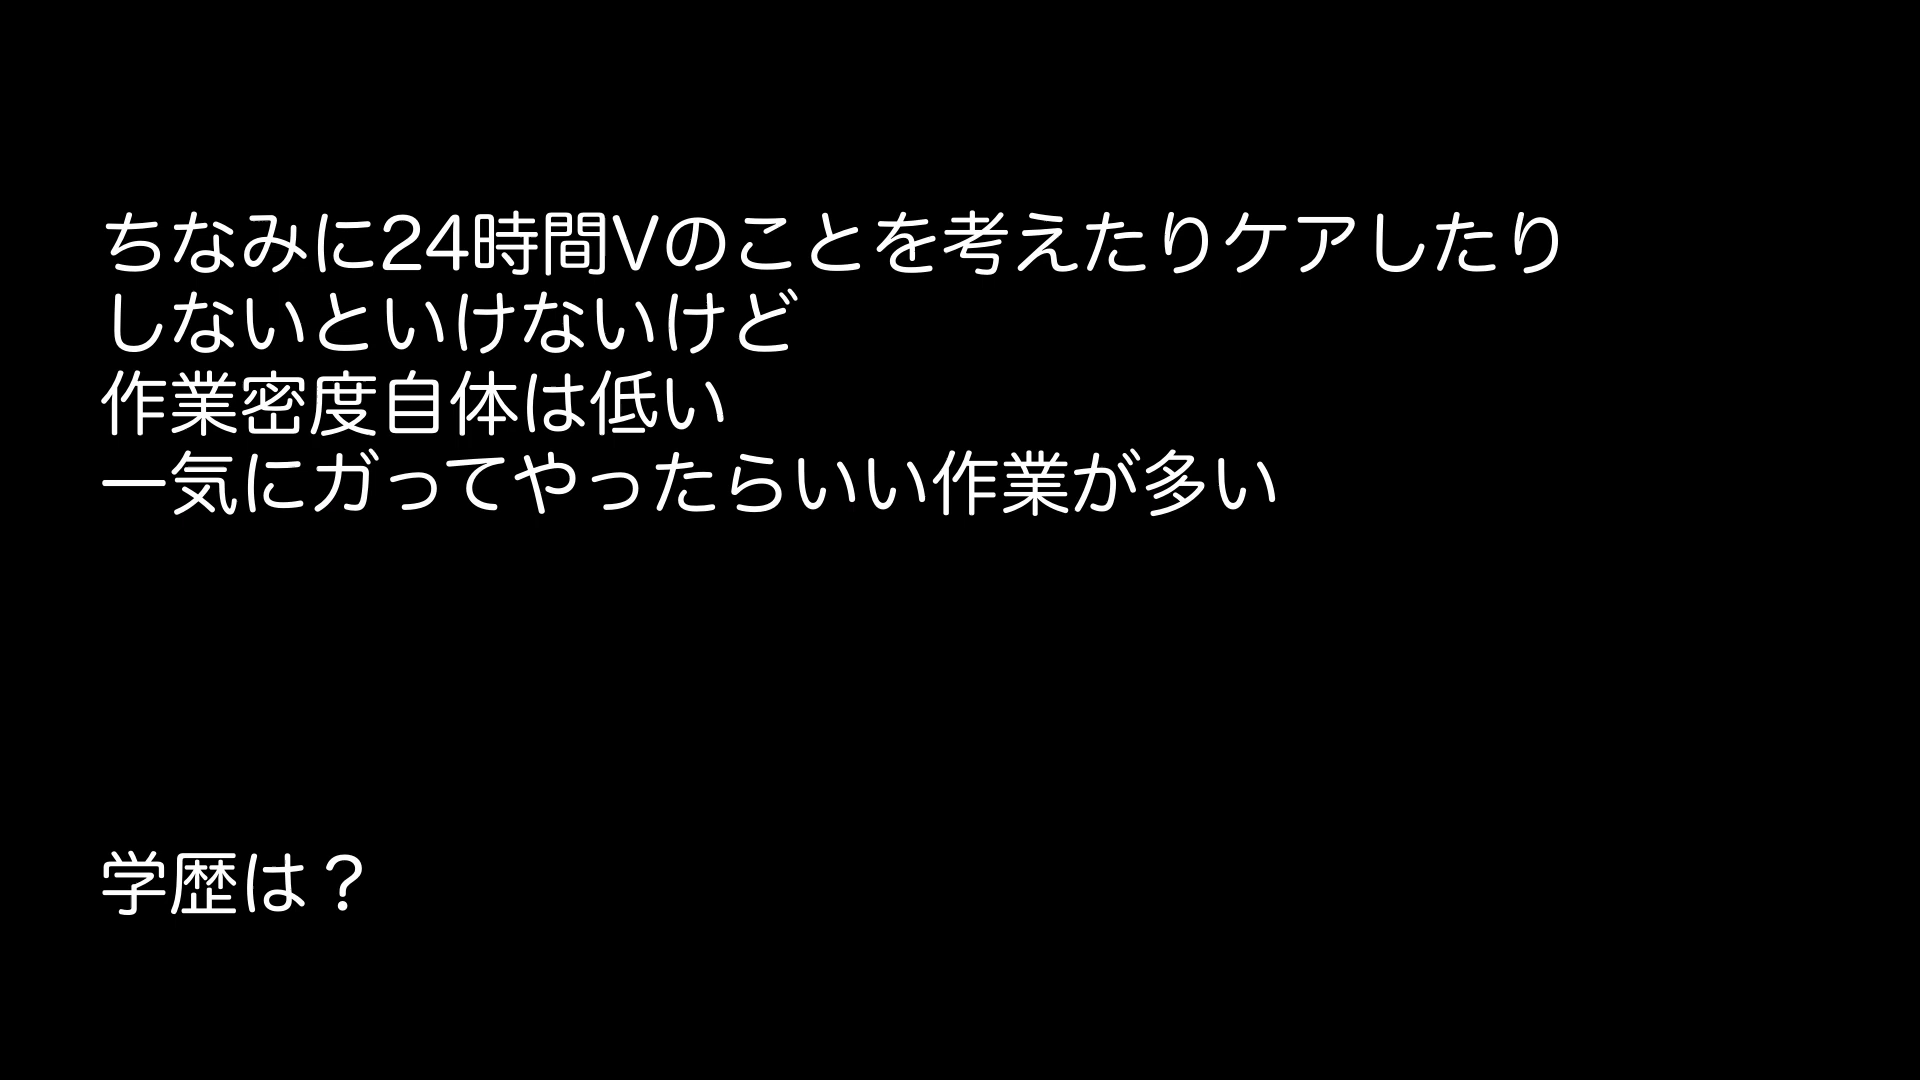 ちなみに24時間Vのことを考えたりケアしたり
しないといけないけど
作業密度自体は低い
一気にガってやったらいい作業が多い
学歴は？